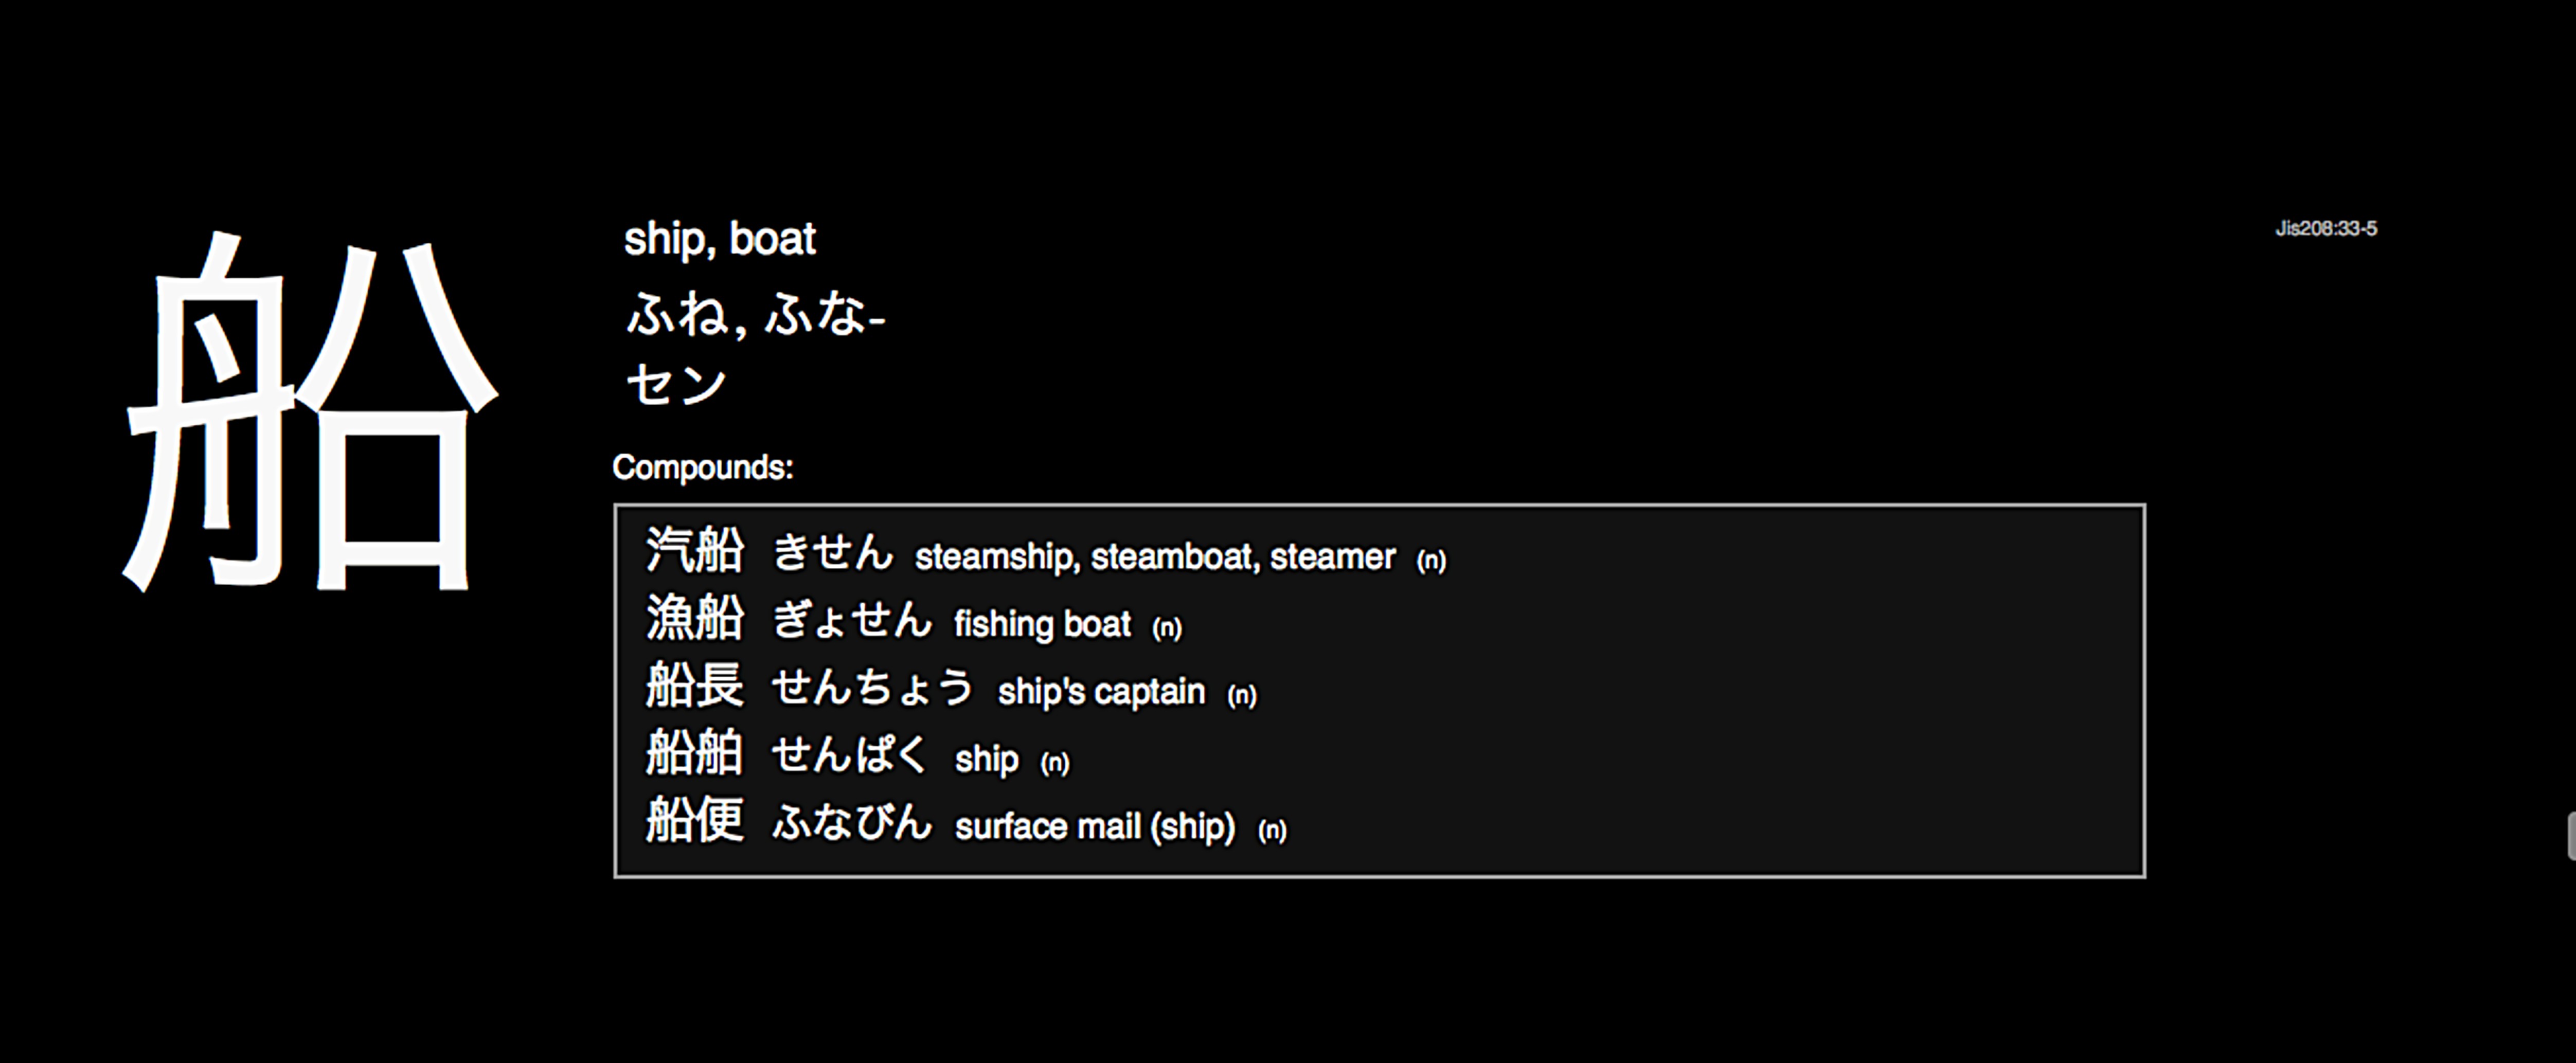 船
ship, boat
ふね, ふな-
セン
Jis208:33-5
Compounds:
汽船 きせん steamship, steamboat, steamer (n)
漁船 ぎょせん fishing boat (n)
船長 せんちょう ship's captain (n)
船舶 せんぱく ship (n)
船便 ふなびん surface mail (ship) (n)